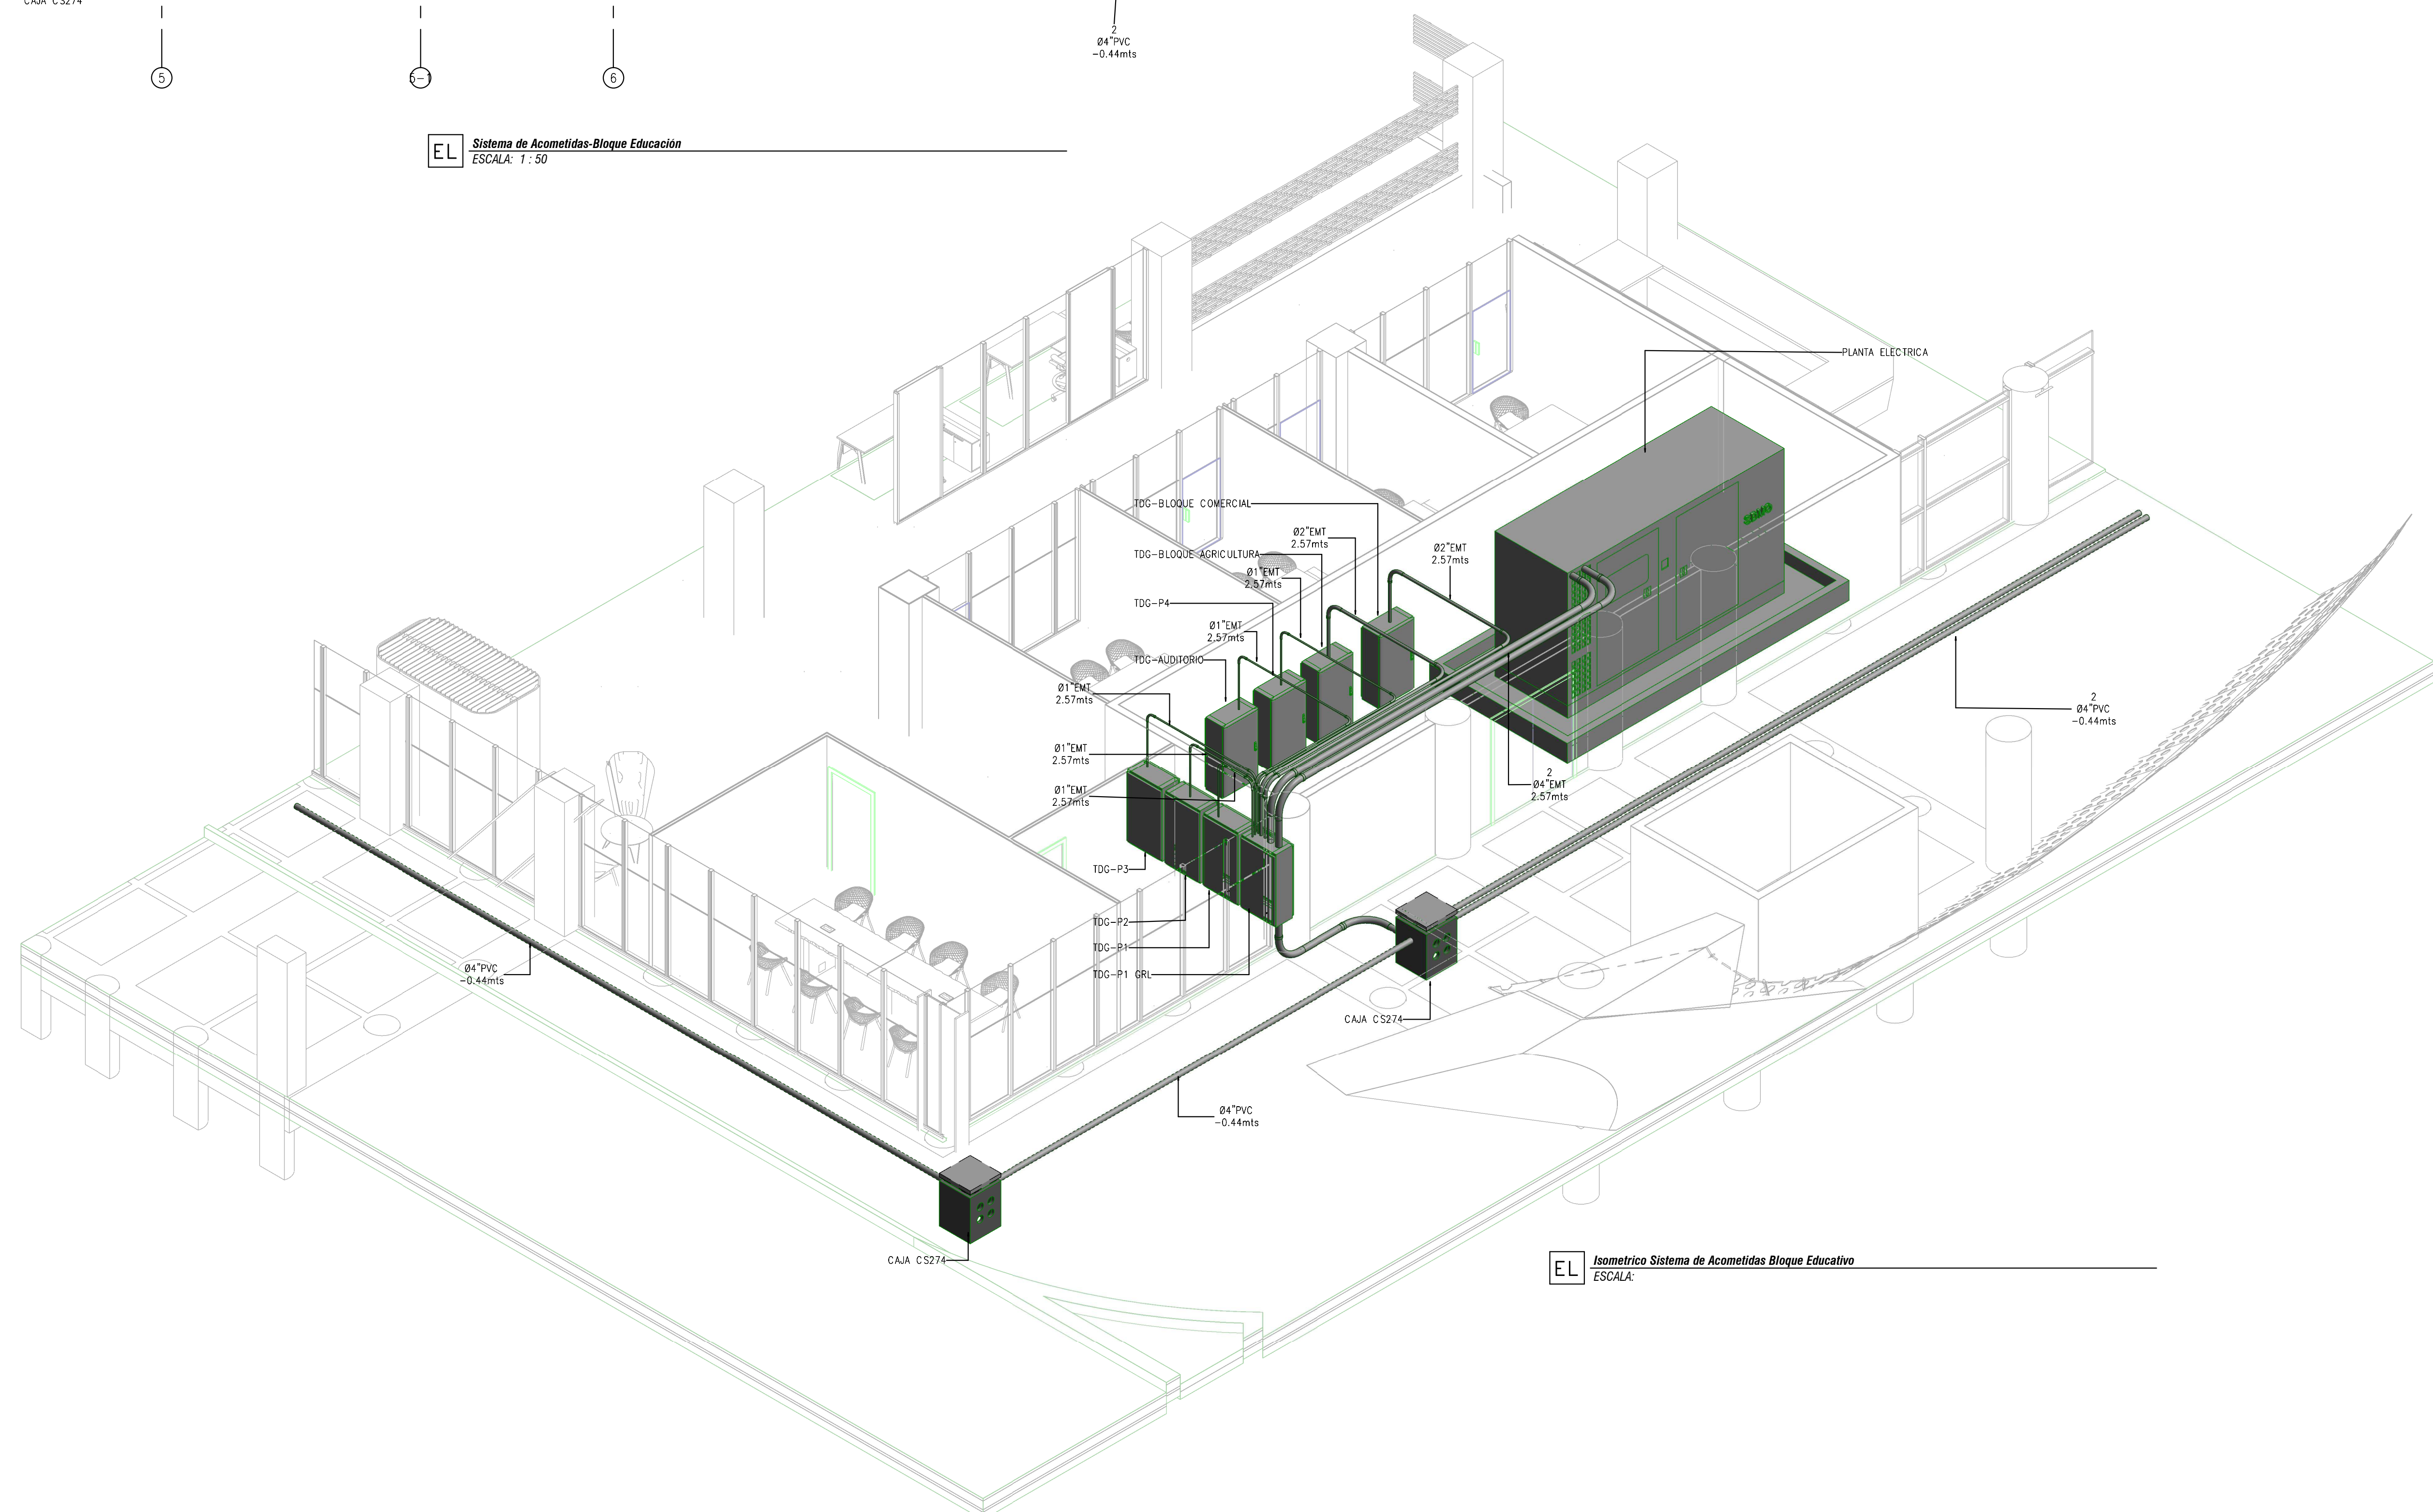 CAJA CS274
2
Ø4"PVC
-0.44mts
5
5-1
6
EL
Sistema de Acometidas-Bloque Educación
ESCALA: 1 : 50
PLANTA ELECTRICA
TDG-BLOQUE COMERCIAL
Ø2"EMT
2.57mts
Ø2"EMT
2.57mts
TDG-BLOQUE AGRICULTURA
Ø1"EMT
2.57mts
TDG-P4
Ø1"EMT
2.57mts
TDG-AUDITORIO
Ø1"EMT
2.57mts
2
Ø4"PVC
-0.44mts
Ø1"EMT
2.57mts
2
Ø4"EMT
2.57mts
Ø1"EMT
2.57mts
TDG-P3
TDG-P2
TDG-P1
TDG-P1 GRL
Ø4"PVC
-0.44mts
CAJA CS274
Ø4"PVC
-0.44mts
CAJA CS274
EL
Isometrico Sistema de Acometidas Bloque Educativo
ESCALA: